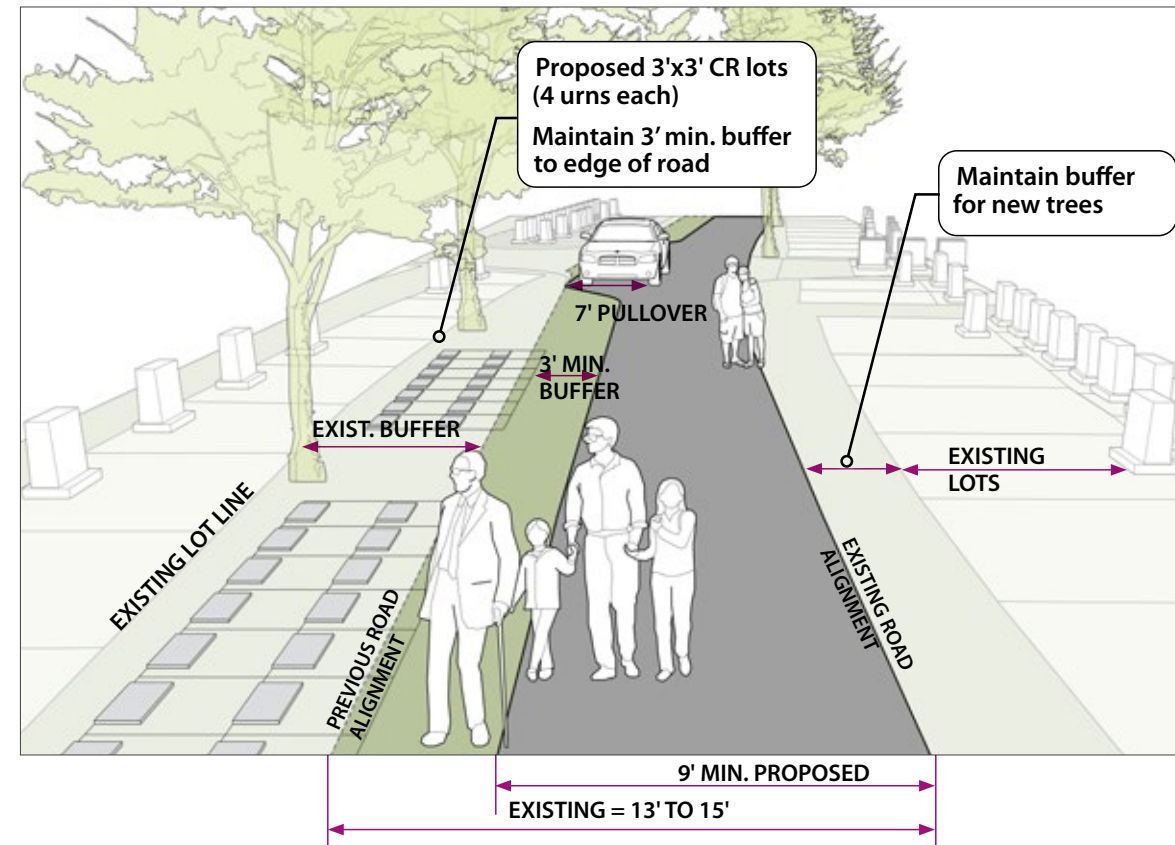 Proposed 3'x3' CR lots
(4 urns each)
Maintain 3’ min. buffer
to edge of road
Maintain buffer
for new trees
7' PULLOVER
3' MIN.
BUFFER
EXIST. BUFFER
EXISTING
LOTS
EXISTING LOT LINE
PREVIOUS ROAD
ALIGNMENT
EXISTING ROAD
ALIGNMENT
9' MIN. PROPOSED
EXISTING = 13' TO 15'